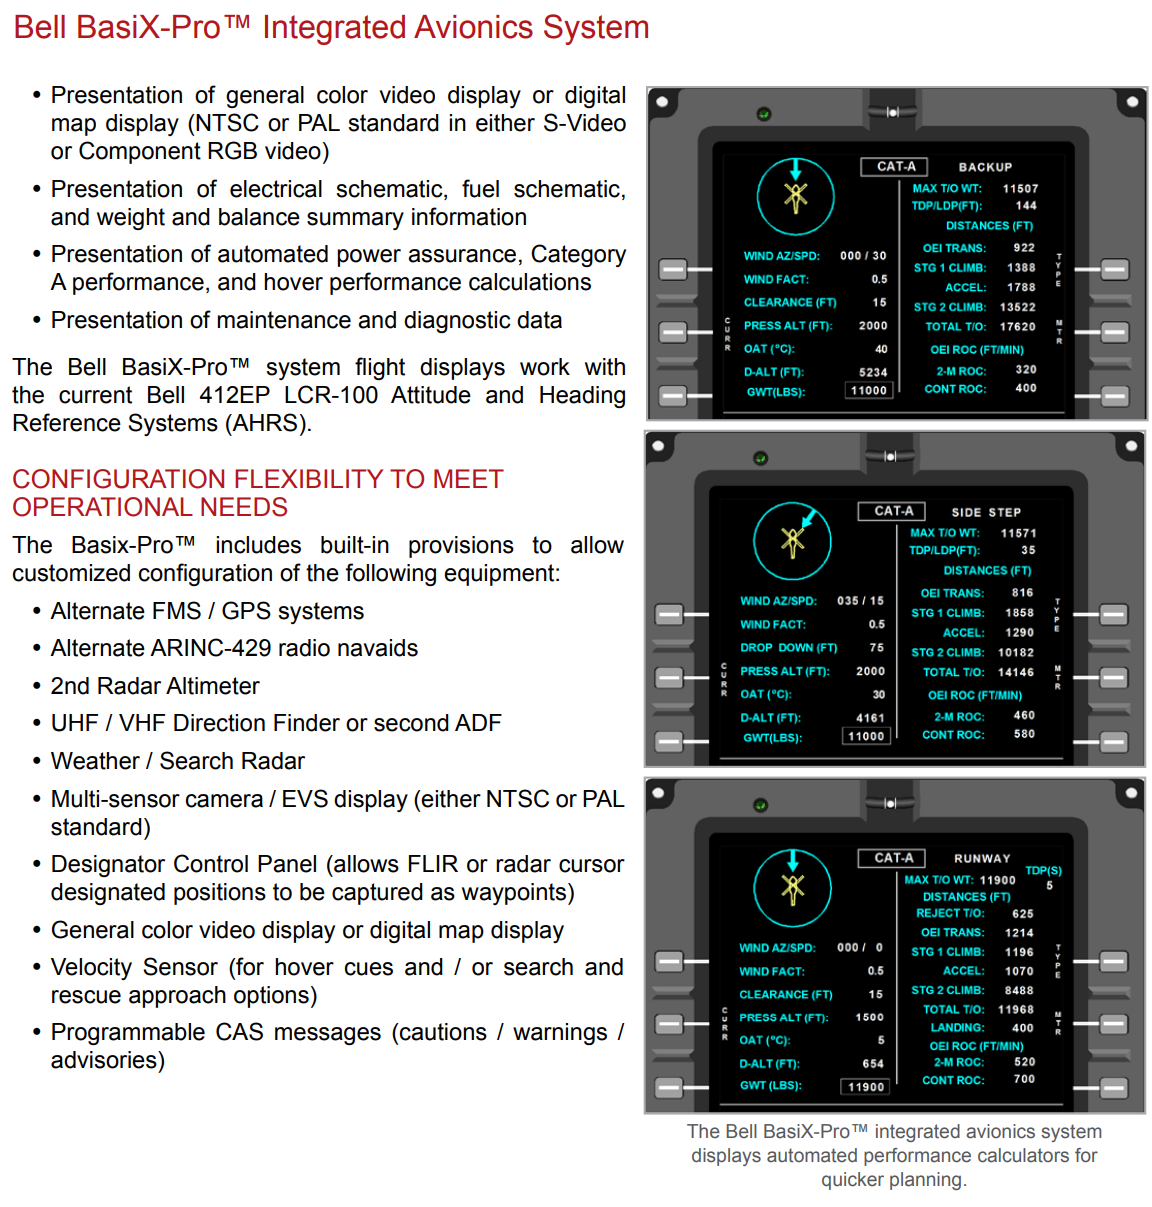 Bell BasiX-Pro™ Integrated Avionics System
• Presentation of general color video display or digital
map display (NTSC or PAL standard in either S-Video
or Component RGB video)
• Presentation of electrical schematic, fuel schematic,
and weight and balance summary information
• Presentation of automated power assurance, Category
A performance, and hover performance calculations
• Presentation of maintenance and diagnostic data
The Bell BasiX-Pro™ system flight displays work with
the current Bell 412EP LCR-100 Attitude and Heading
Reference Systems (AHRS).
CONFIGURATION FLEXIBILITY TO MEET
OPERATIONAL NEEDS
The Basix-Pro™ includes built-in provisions to allow
customized configuration of the following equipment:
• Alternate FMS / GPS systems
• Alternate ARINC-429 radio navaids
• 2nd Radar Altimeter
• UHF / VHF Direction Finder or second ADF
• Weather / Search Radar
• Multi-sensor camera / EVS display (either NTSC or PAL
standard)
• Designator Control Panel (allows FLIR or radar cursor
designated positions to be captured as waypoints)
• General color video display or digital map display
• Velocity Sensor (for hover cues and / or search and
rescue approach options)
• Programmable CAS messages (cautions / warnings /
advisories)
CAT-A BACKUP
WIND AZ/SPD: 000 / 30
WIND FACT: 0.5
CLEARANCE (FT) 15
PRESS ALT (FT): 2000
OAT (°C): 40
D-ALT (FT): 5234
GWT(LBS): 11000
CURR
MAX T/O WT: 11507
TDP/LDP(FT): 144
DISTANCES (FT)
OEI TRANS: 922
STG 1 CLIMB: 1388
ACCEL: 1788
STG 2 CLIMB: 13522
TOTAL T/O: 17620
OEI ROC (FT/MIN)
2-M ROC: 320
CONT ROC: 400
TYPE
MTR
CAT-A SIDE STEP
WIND AZ/SPD: 035 / 15
WIND FACT: 0.5
DROP DOWN (FT) 75
PRESS ALT (FT): 2000
OAT (°C): 30
D-ALT (FT): 4161
GWT(LBS): 11000
CURR
MAX T/O WT: 11571
TDP/LDP(FT): 35
DISTANCES (FT)
OEI TRANS: 816
STG 1 CLIMB: 1858
ACCEL: 1290
STG 2 CLIMB: 10182
TOTAL T/O: 14146
OEI ROC (FT/MIN)
2-M ROC: 460
CONT ROC: 580
TYPE
MTR
CAT-A RUNWAY
WIND AZ/SPD: 000 / 0
WIND FACT: 0.5
CLEARANCE (FT) 15
PRESS ALT (FT): 1500
OAT (°C): 5
D-ALT (FT): 654
GWT (LBS): 11900
CURR
TDP(S)
MAX T/O WT: 11900 5
DISTANCES (FT)
REJECT T/O: 625
OEI TRANS: 1214
STG 1 CLIMB: 1196
ACCEL: 1070
STG 2 CLIMB: 8488
TOTAL T/O: 11968
LANDING: 400
OEI ROC (FT/MIN)
2-M ROC: 520
CONT ROC: 700
TYPE
MTR
The Bell BasiX-Pro™ integrated avionics system
displays automated performance calculators for
quicker planning.